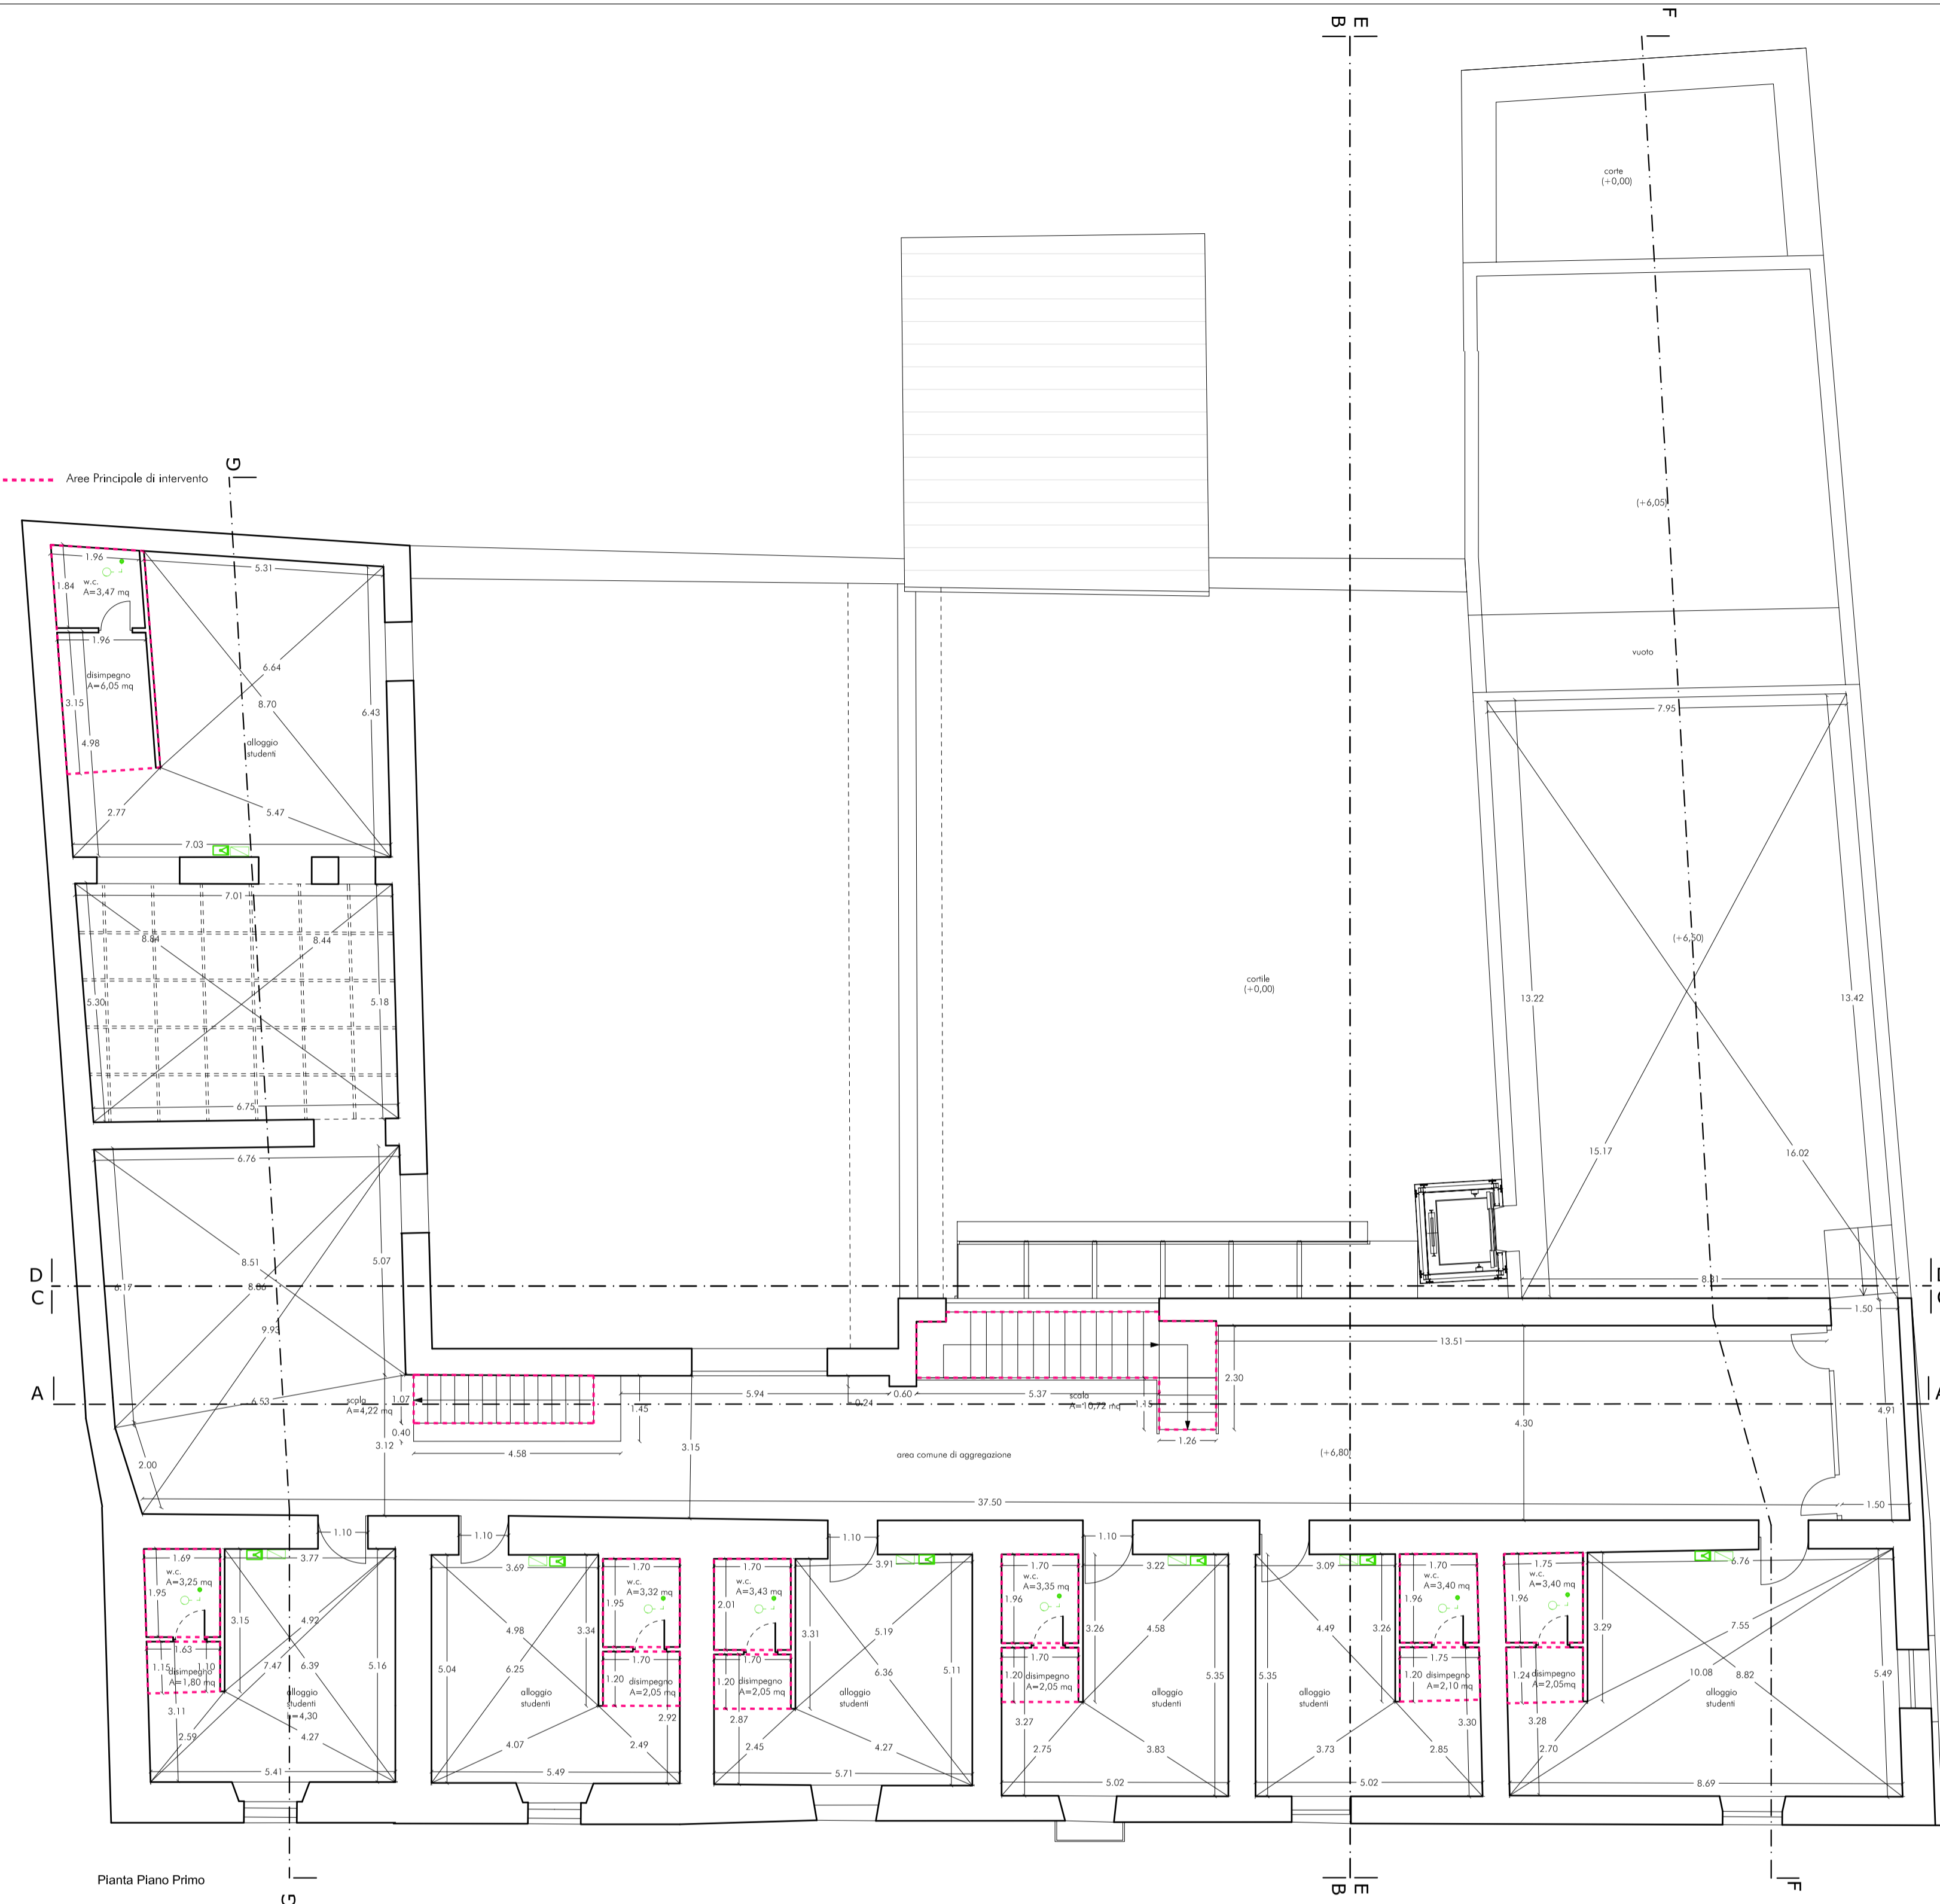 B E
F
corte
(+0,00)
G
Aree Principale di intervento
1.96
5.31
1.84
w.c.
A=3,47 mq
1.96
(+6,05)
6.64
vuoto
disimpegno
A=6,05 mq
3.15
8.70
6.43
7.95
4.98
alloggio
studenti
2.77
5.47
7.03
7.01
8.84
8.44
(+6,50)
cortile
(+0,00)
5.30
5.18
13.22
13.42
6.75
6.76
15.17
16.02
8.51
5.07
D
C
6.17
8.86
8.81
1.50
9.93
13.51
A
6.53
scala
A=4,22 mq
1.07
0.40
3.12
1.45
5.94
0.24
0.60
5.37
scala
A=10,72 mq
1.15
2.30
1.26
4.30
4.91
A
2.00
4.58
3.15
area comune di aggregazione
(+6,80)
37.50
1.50
1.10
1.10
1.10
1.10
1.69
3.77
3.69
1.70
1.70
3.91
1.70
3.22
3.09
1.70
1.75
6.76
w.c.
A=3,25 mq
w.c.
A=3,32 mq
w.c.
A=3,43 mq
w.c.
A=3,35 mq
w.c.
A=3,40 mq
w.c.
A=3,40 mq
1.95
3.15
4.92
4.98
3.34
1.95
2.01
3.31
5.19
1.96
3.26
4.58
4.49
3.26
1.96
1.96
3.29
7.55
1.63
1.15
1.10
disimpegno
A=1,80 mq
7.47
6.39
5.16
5.04
6.25
1.70
1.20
disimpegno
A=2,05 mq
1.70
1.20
disimpegno
A=2,05 mq
6.36
5.11
1.70
1.20
disimpegno
A=2,05 mq
5.35
5.35
1.75
1.20
disimpegno
A=2,10 mq
1.24
disimpegno
A=2,05 mq
10.08
8.82
5.49
alloggio
studenti
H=4,30
alloggio
studenti
alloggio
studenti
alloggio
studenti
alloggio
studenti
alloggio
studenti
3.11
2.59
4.27
4.07
2.49
2.92
2.87
2.45
4.27
3.27
2.75
3.83
3.73
2.85
3.30
3.28
2.70
5.41
5.49
5.71
5.02
5.02
8.69
Pianta Piano Primo
G
B E
F